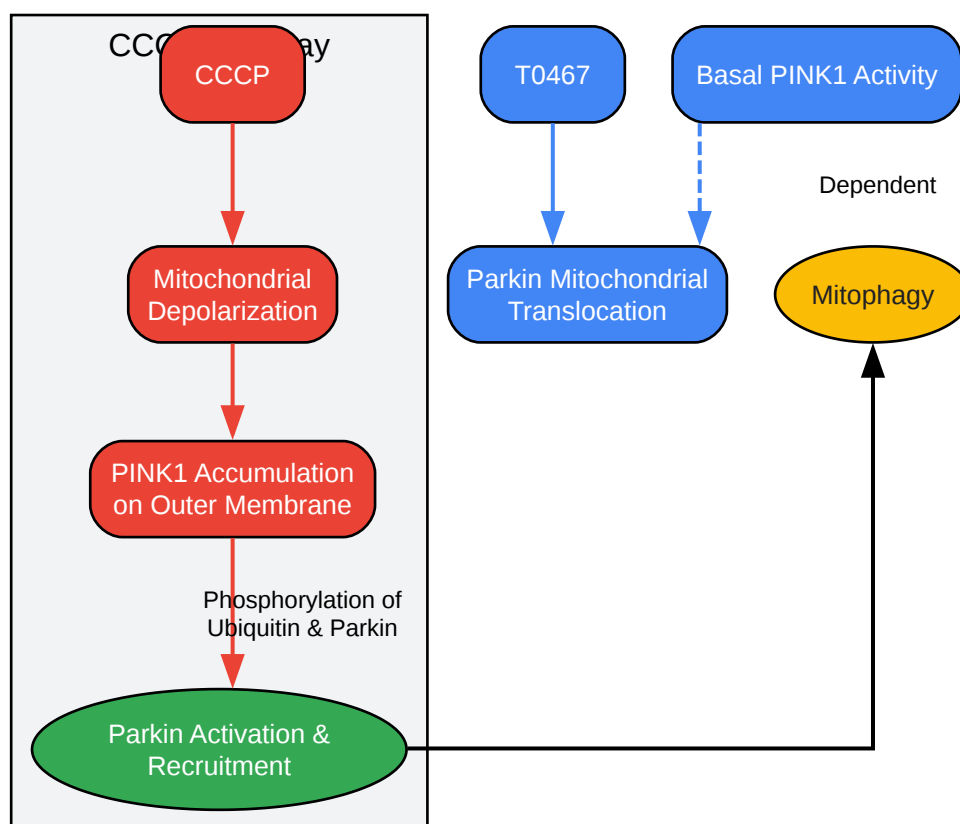 CCCP
T0467
Basal PINK1 Activity
Dependent
Mitochondrial
Depolarization
Parkin Mitochondrial
Translocation
Mitophagy
PINK1 Accumulation
on Outer Membrane
Phosphorylation of
Ubiquitin & Parkin
Parkin Activation &
Recruitment